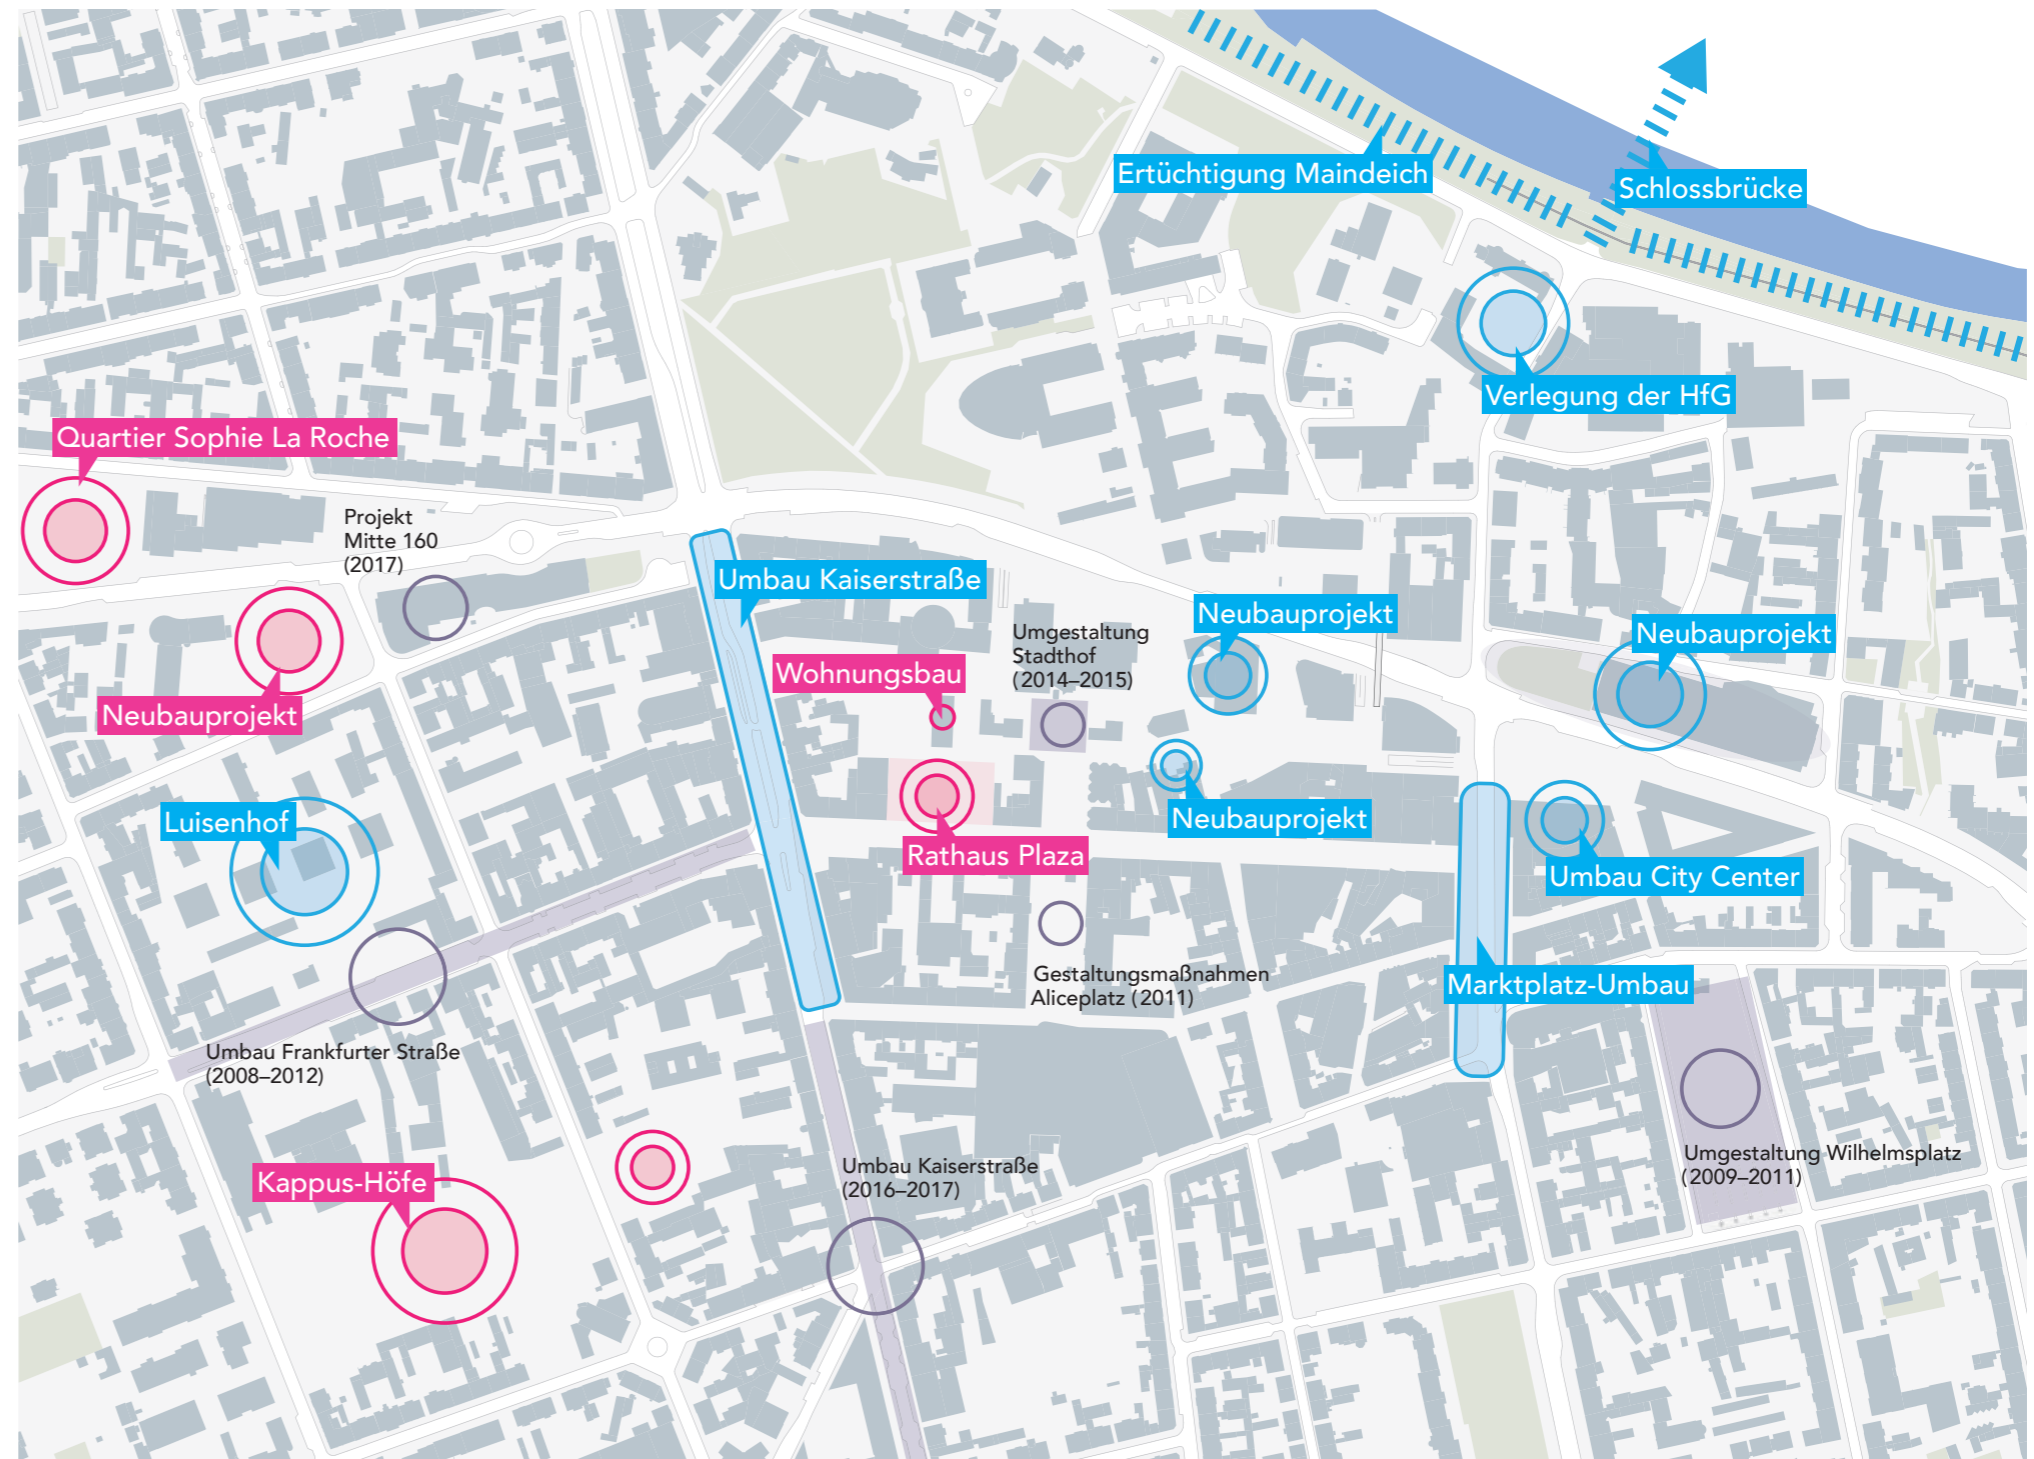 Ertüchtigung Maindeich
Schlossbrücke
Verlegung der HfG
Quartier Sophie La Roche
Projekt
Mitte 160
(2017)
Umbau Kaiserstraße
Neubauprojekt
Umgestaltung
Stadthof
(2014–2015)
Neubauprojekt
Wohnungsbau
Neubauprojekt
Luisenhof
Neubauprojekt
Rathaus Plaza
Umbau City Center
Gestaltungsmaßnahmen
Aliceplatz (2011)
Marktplatz-Umbau
Umbau Frankfurter Straße
(2008–2012)
Umgestaltung Wilhelmsplatz
(2009–2011)
Umbau Kaiserstraße
(2016–2017)
Kappus-Höfe